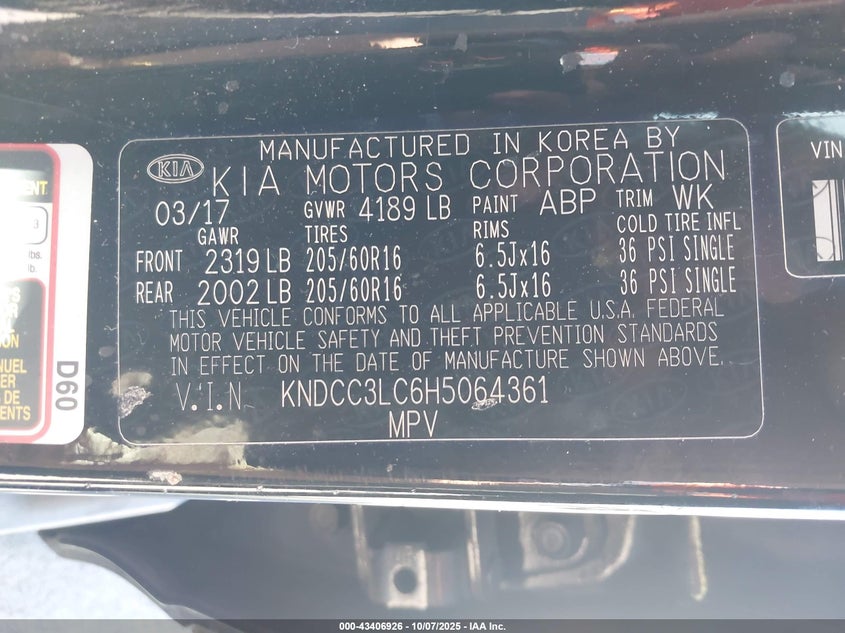 MANUFACTURED IN KOREA BY
KIA KIA MOTORS CORPORATION
03/17 GVWR 4189 LB PAINT ABP TRIM WK
GAWR TIRES RIMS COLD TIRE INFL
FRONT 2319 LB 205/60R16 6.5Jx16 36 PSI SINGLE
REAR 2002 LB 205/60R16 6.5Jx16 36 PSI SINGLE
THIS VEHICLE CONFORMS TO ALL APPLICABLE U.S.A. FEDERAL
MOTOR VEHICLE SAFETY AND THEFT PREVENTION STANDARDS
IN EFFECT ON THE DATE OF MANUFACTURE SHOWN ABOVE.
V.I.N KNDCC3LC6H5064361
MPV
D60
VIN
000-43406926 - 10/07/2025 - IAA Inc.